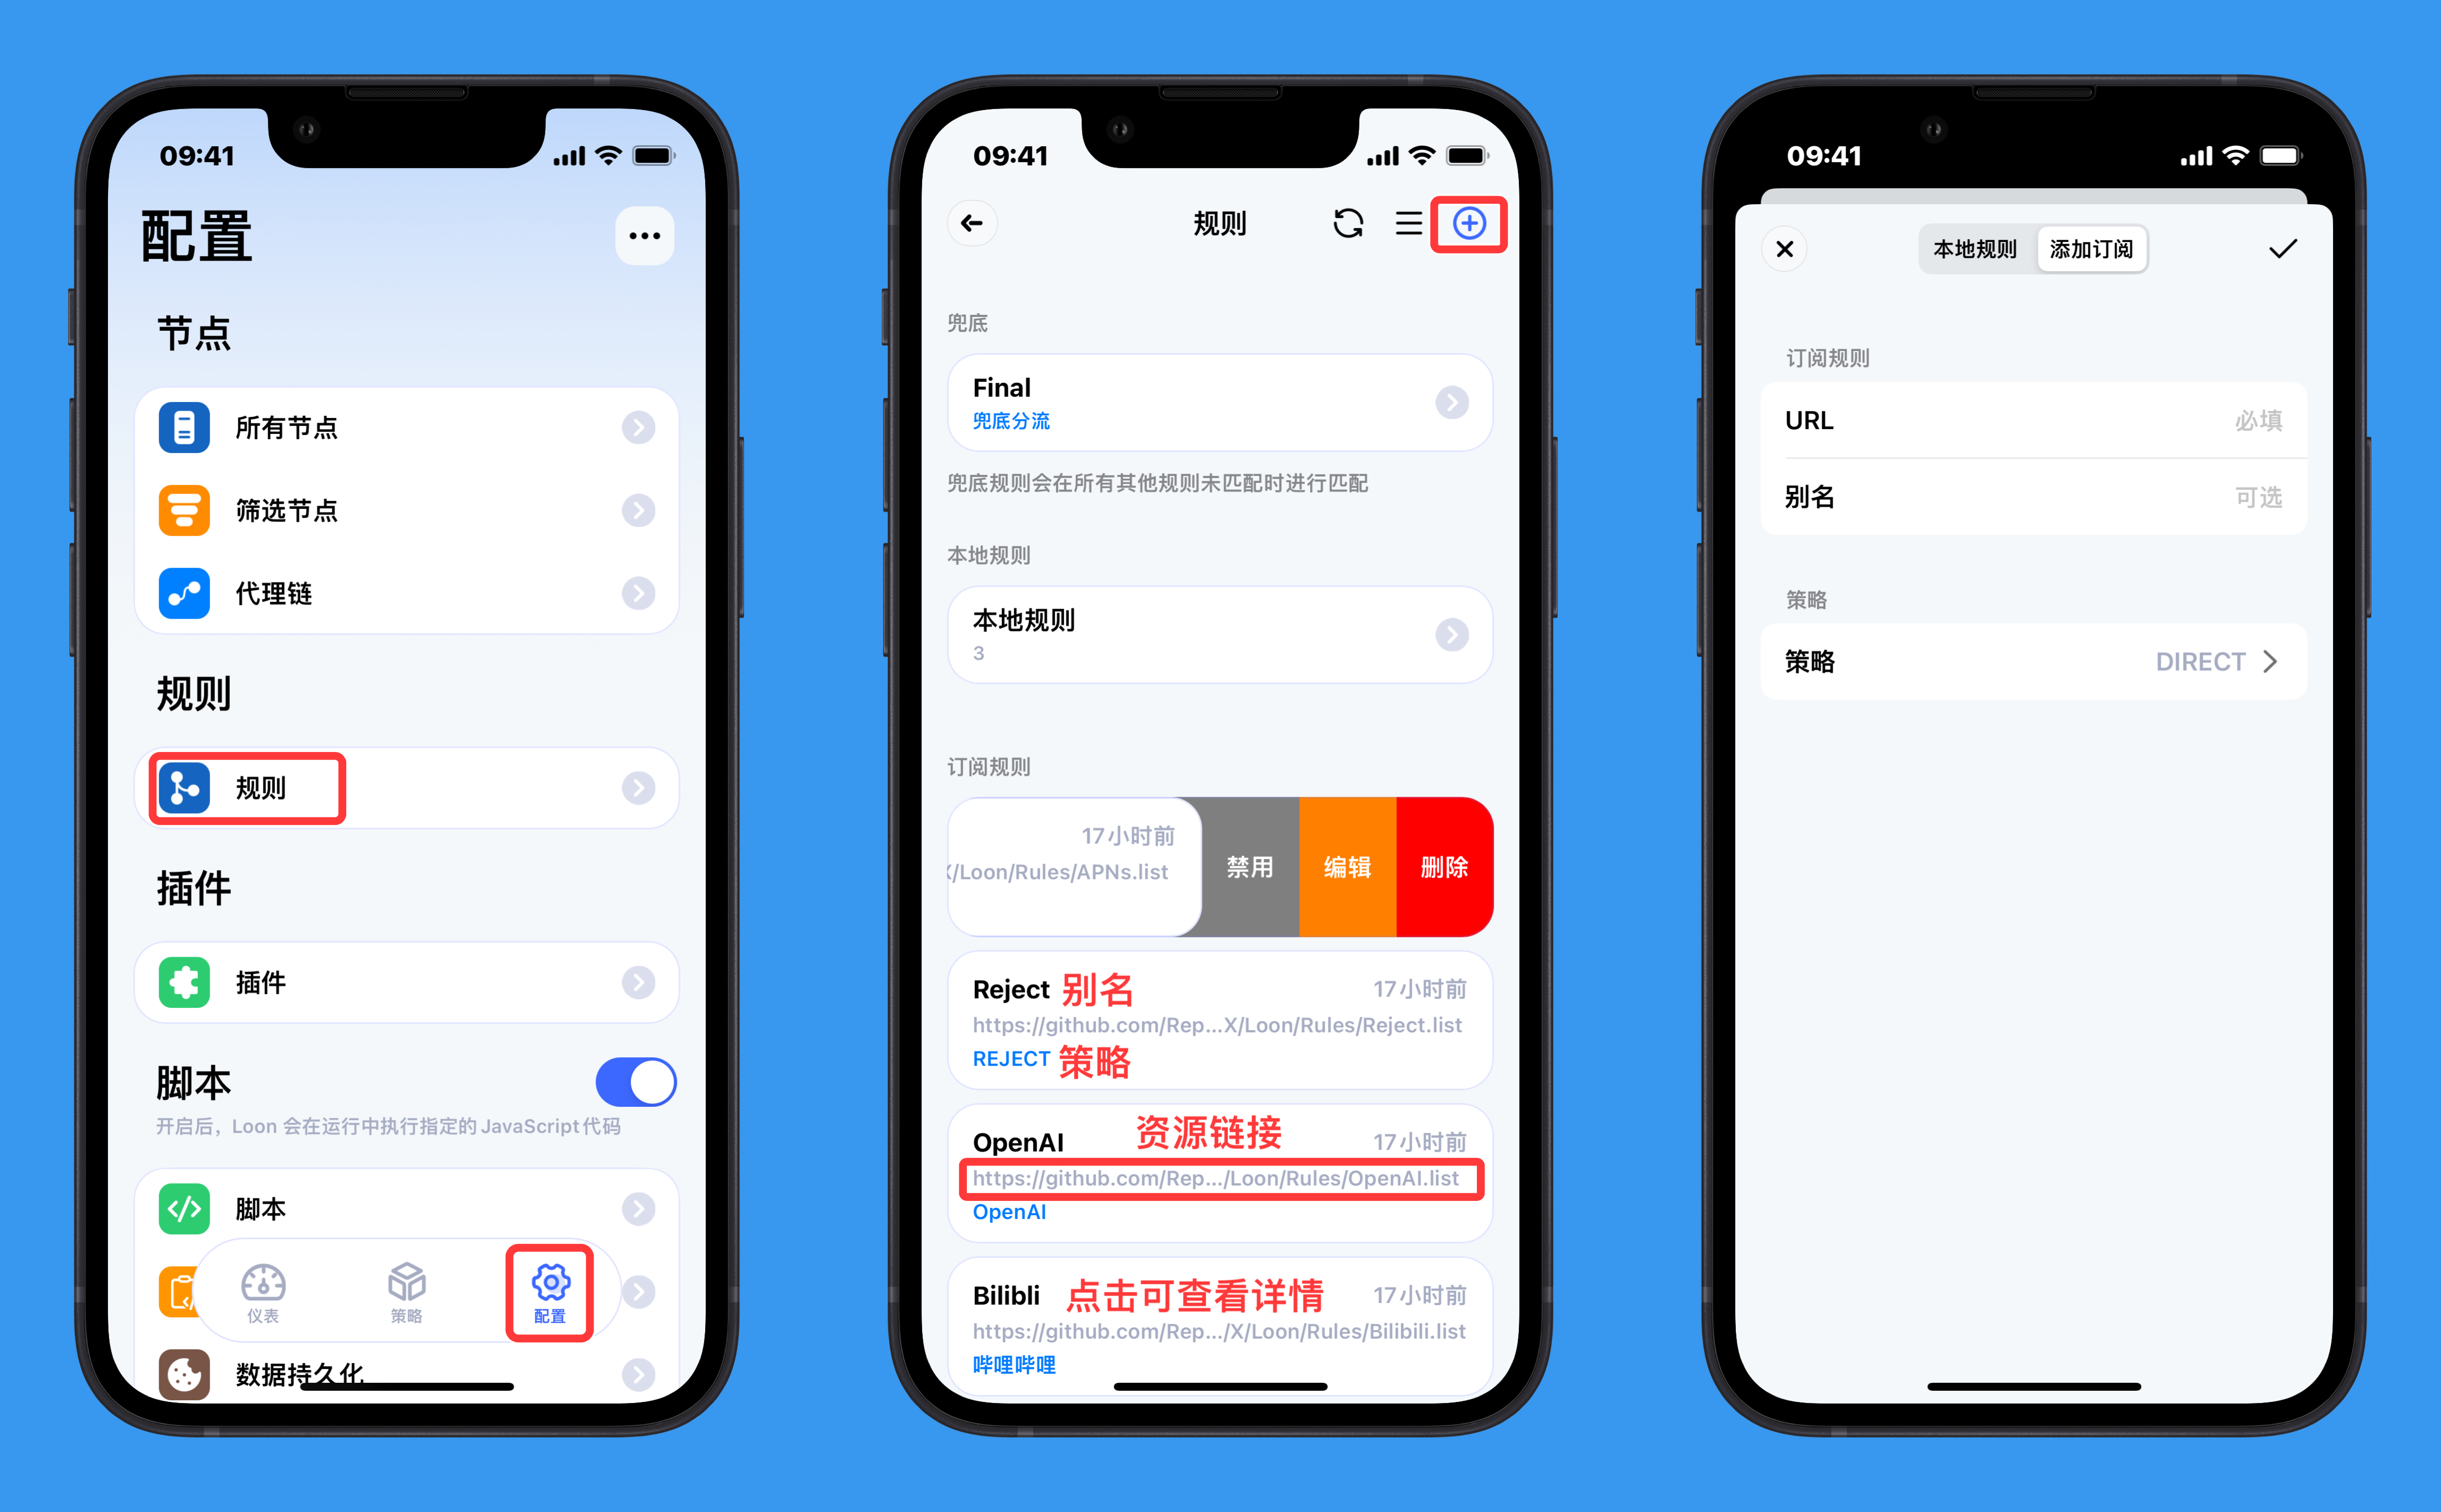 09:41
配置
节点
所有节点
筛选节点
代理链
规则
规则
插件
插件
脚本
开启后，Loon 会在运行中执行指定的 JavaScript 代码
脚本
仪表
策略
配置
数据持久化
09:41
规则
兜底
Final
兜底分流
兜底规则会在所有其他规则未匹配时进行匹配
本地规则
本地规则
3
订阅规则
17小时前
/Loon/Rules/APNs.list
禁用
编辑
删除
Reject 别名
17小时前
https://github.com/Rep...X/Loon/Rules/Reject.list
REJECT 策略
OpenAI
资源链接
17小时前
https://github.com/Rep.../Loon/Rules/OpenAI.list
OpenAI
Bilibli
点击可查看详情
17小时前
https://github.com/Rep.../X/Loon/Rules/Bilibili.list
哔哩哔哩
09:41
本地规则
添加订阅
订阅规则
URL
必填
别名
可选
策略
策略
DIRECT